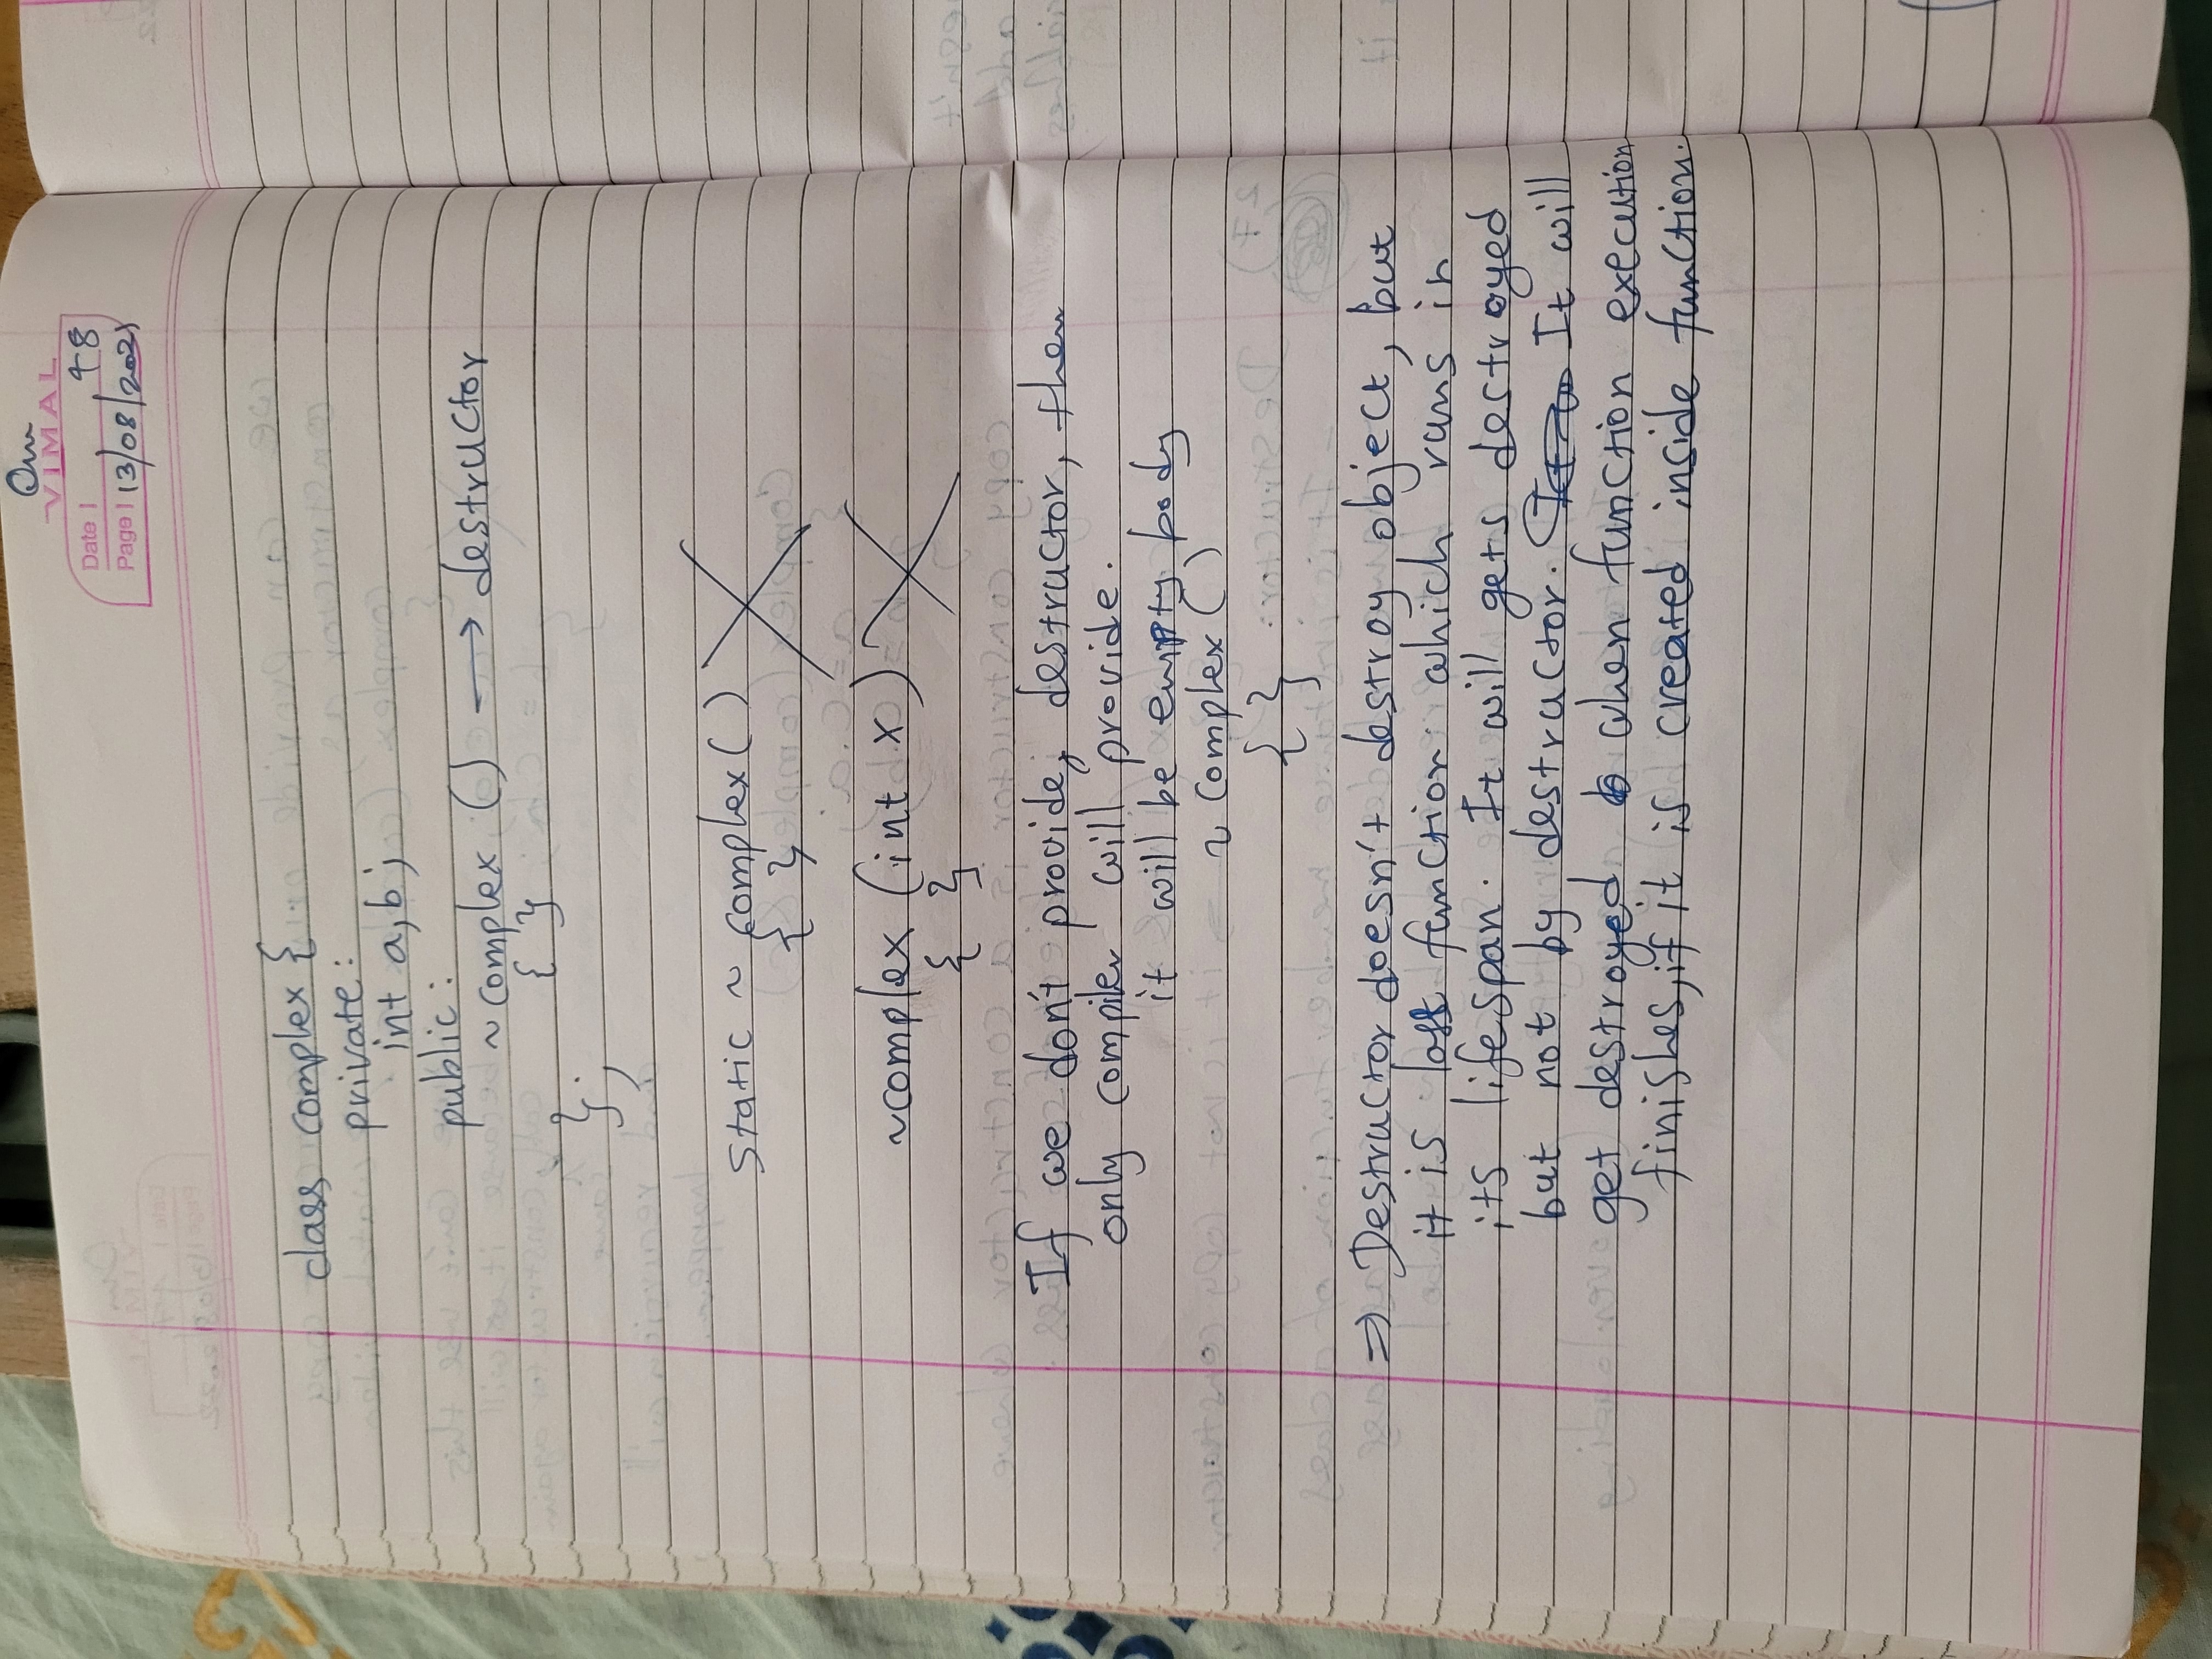 Om
VIMAL
Date | 48
Page | 13/08/2021
class complex {
private:
int a, b;
public:
~complex () → destructor
{ }
};
static ~ complex ( )
{ }
~complex (int x)
{ }
If we don't provide, destructor, then
only compiler will provide.
it will be empty body
~ complex ( )
{ }
⇒ Destructor doesn't destroy object, but
it is last function which runs in
its lifespan. It will gets destroyed
but not by destructor. It will
get destroyed when function execution
finishes, if it is created inside function.